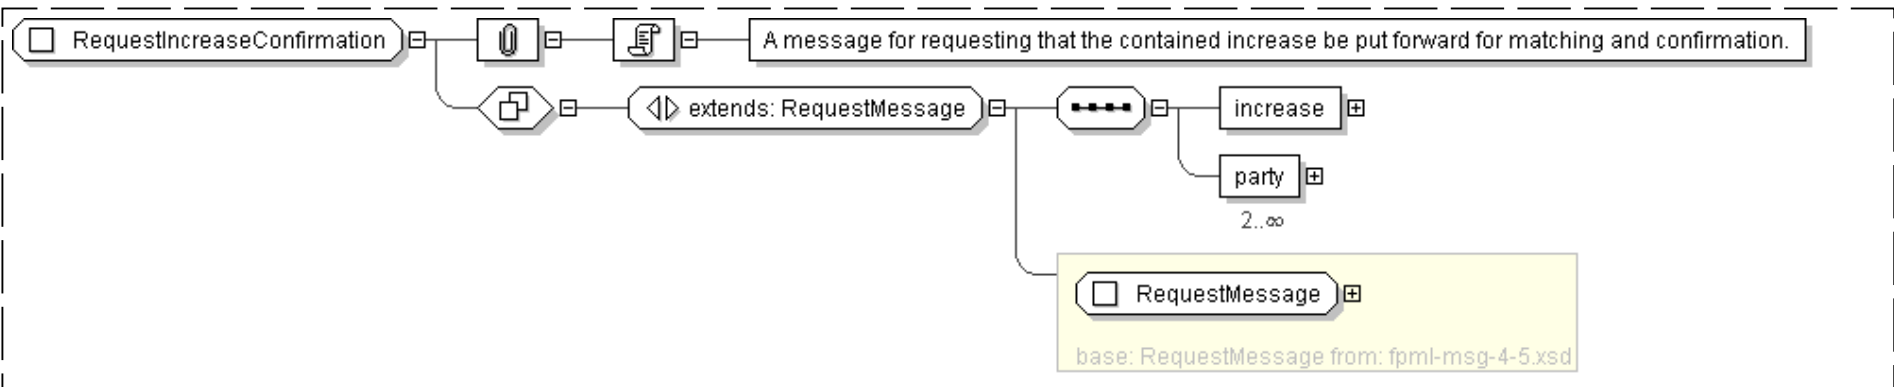 RequestIncreaseConfirmation
A message for requesting that the contained increase be put forward for matching and confirmation.
extends: RequestMessage
increase
party
2..∞
RequestMessage
base: RequestMessage from: fpml-msg-4-5.xsd